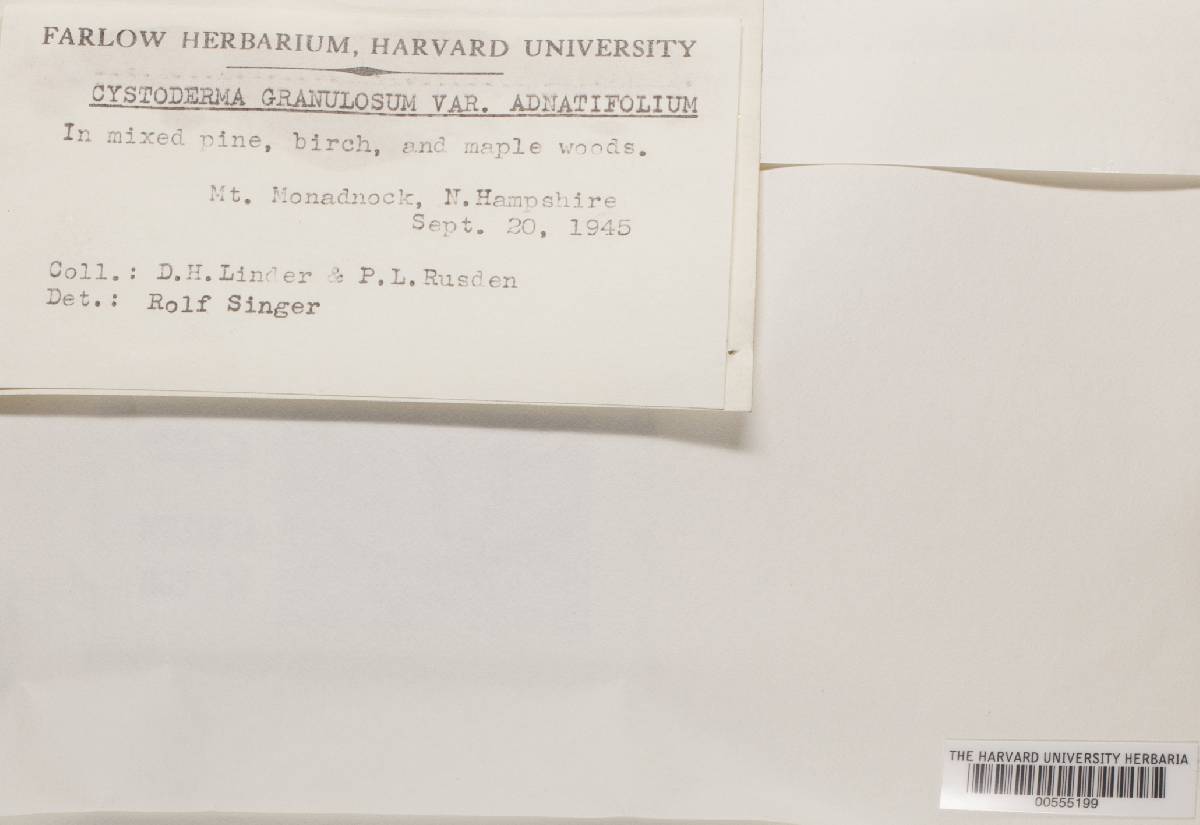 FARLOW HERBARIUM, HARVARD UNIVERSITY
CYSTODERMA GRANULOSUM VAR. ADNATIFOLIUM
In mixed pine, birch, and maple woods.
Mt. Monadnock, N.Hampshire
Sept. 20, 1945
Coll.: D.H.Linder & P.L.Rusden
Det.: Rolf Singer
THE HARVARD UNIVERSITY HERBARIA
00555199